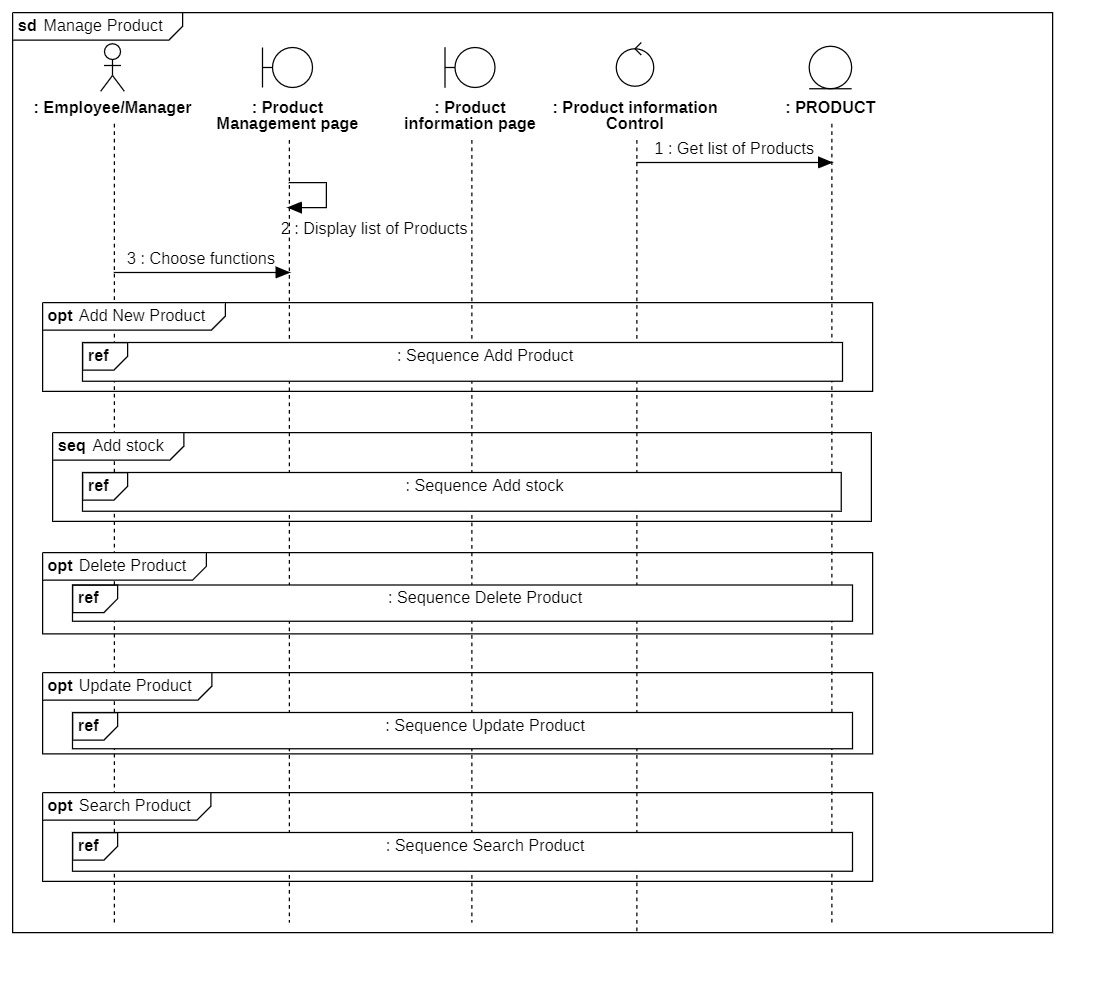 sd Manage Product
: Employee/Manager
: Product
Management page
: Product
information page
: Product information
Control
: PRODUCT
1 : Get list of Products
2 : Display list of Products
3 : Choose functions
opt Add New Product
ref : Sequence Add Product
seq Add stock
ref : Sequence Add stock
opt Delete Product
ref : Sequence Delete Product
opt Update Product
ref : Sequence Update Product
opt Search Product
ref : Sequence Search Product